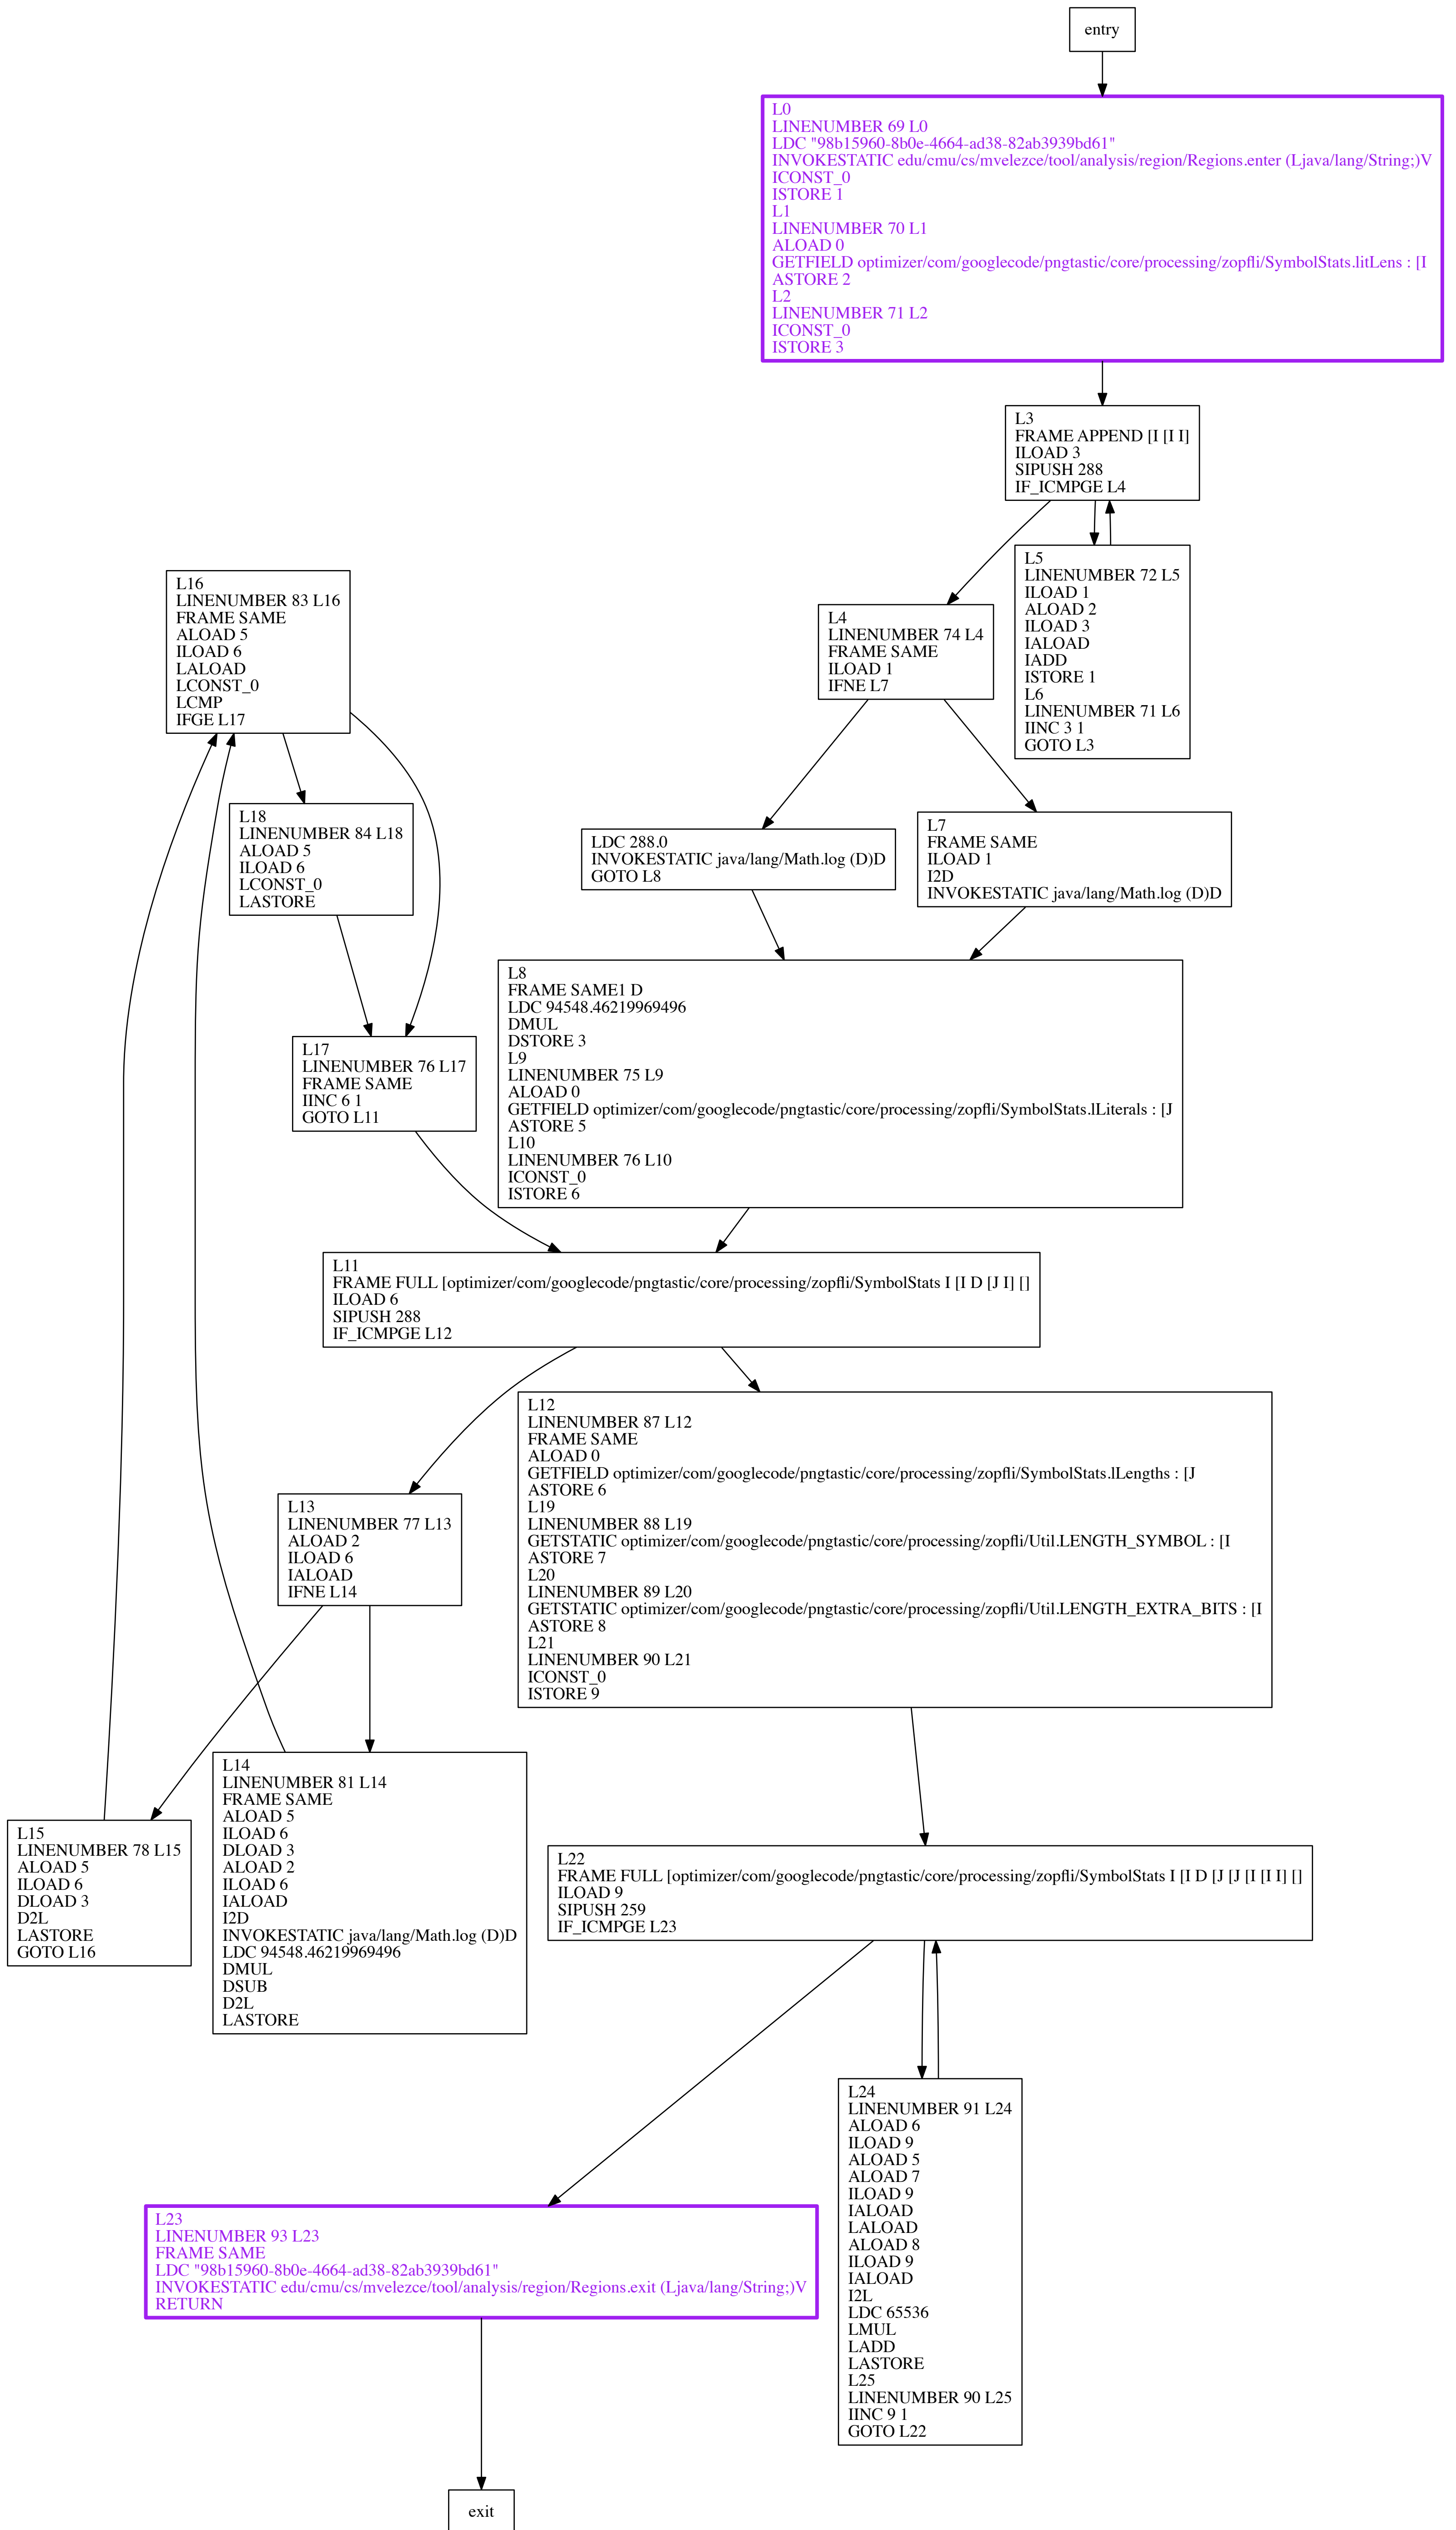 entry
L0
LINENUMBER 69 L0
LDC "98b15960-8b0e-4664-ad38-82ab3939bd61"
INVOKESTATIC edu/cmu/cs/mvelezce/tool/analysis/region/Regions.enter (Ljava/lang/String;)V
ICONST_0
ISTORE 1
L1
LINENUMBER 70 L1
ALOAD 0
GETFIELD optimizer/com/googlecode/pngtastic/core/processing/zopfli/SymbolStats.litLens : [I
ASTORE 2
L2
LINENUMBER 71 L2
ICONST_0
ISTORE 3
L3
FRAME APPEND [I [I I]
ILOAD 3
SIPUSH 288
IF_ICMPGE L4
L5
LINENUMBER 72 L5
ILOAD 1
ALOAD 2
ILOAD 3
IALOAD
IADD
ISTORE 1
L6
LINENUMBER 71 L6
IINC 3 1
GOTO L3
L4
LINENUMBER 74 L4
FRAME SAME
ILOAD 1
IFNE L7
LDC 288.0
INVOKESTATIC java/lang/Math.log (D)D
GOTO L8
L7
FRAME SAME
ILOAD 1
I2D
INVOKESTATIC java/lang/Math.log (D)D
L8
FRAME SAME1 D
LDC 94548.46219969496
DMUL
DSTORE 3
L9
LINENUMBER 75 L9
ALOAD 0
GETFIELD optimizer/com/googlecode/pngtastic/core/processing/zopfli/SymbolStats.lLiterals : [J
ASTORE 5
L10
LINENUMBER 76 L10
ICONST_0
ISTORE 6
L16
LINENUMBER 83 L16
FRAME SAME
ALOAD 5
ILOAD 6
LALOAD
LCONST_0
LCMP
IFGE L17
L18
LINENUMBER 84 L18
ALOAD 5
ILOAD 6
LCONST_0
LASTORE
L17
LINENUMBER 76 L17
FRAME SAME
IINC 6 1
GOTO L11
L11
FRAME FULL [optimizer/com/googlecode/pngtastic/core/processing/zopfli/SymbolStats I [I D [J I] []
ILOAD 6
SIPUSH 288
IF_ICMPGE L12
L13
LINENUMBER 77 L13
ALOAD 2
ILOAD 6
IALOAD
IFNE L14
L12
LINENUMBER 87 L12
FRAME SAME
ALOAD 0
GETFIELD optimizer/com/googlecode/pngtastic/core/processing/zopfli/SymbolStats.lLengths : [J
ASTORE 6
L19
LINENUMBER 88 L19
GETSTATIC optimizer/com/googlecode/pngtastic/core/processing/zopfli/Util.LENGTH_SYMBOL : [I
ASTORE 7
L20
LINENUMBER 89 L20
GETSTATIC optimizer/com/googlecode/pngtastic/core/processing/zopfli/Util.LENGTH_EXTRA_BITS : [I
ASTORE 8
L21
LINENUMBER 90 L21
ICONST_0
ISTORE 9
L15
LINENUMBER 78 L15
ALOAD 5
ILOAD 6
DLOAD 3
D2L
LASTORE
GOTO L16
L14
LINENUMBER 81 L14
FRAME SAME
ALOAD 5
ILOAD 6
DLOAD 3
ALOAD 2
ILOAD 6
IALOAD
I2D
INVOKESTATIC java/lang/Math.log (D)D
LDC 94548.46219969496
DMUL
DSUB
D2L
LASTORE
L22
FRAME FULL [optimizer/com/googlecode/pngtastic/core/processing/zopfli/SymbolStats I [I D [J [J [I [I I] []
ILOAD 9
SIPUSH 259
IF_ICMPGE L23
L24
LINENUMBER 91 L24
ALOAD 6
ILOAD 9
ALOAD 5
ALOAD 7
ILOAD 9
IALOAD
LALOAD
ALOAD 8
ILOAD 9
IALOAD
I2L
LDC 65536
LMUL
LADD
LASTORE
L25
LINENUMBER 90 L25
IINC 9 1
GOTO L22
L23
LINENUMBER 93 L23
FRAME SAME
LDC "98b15960-8b0e-4664-ad38-82ab3939bd61"
INVOKESTATIC edu/cmu/cs/mvelezce/tool/analysis/region/Regions.exit (Ljava/lang/String;)V
RETURN
exit